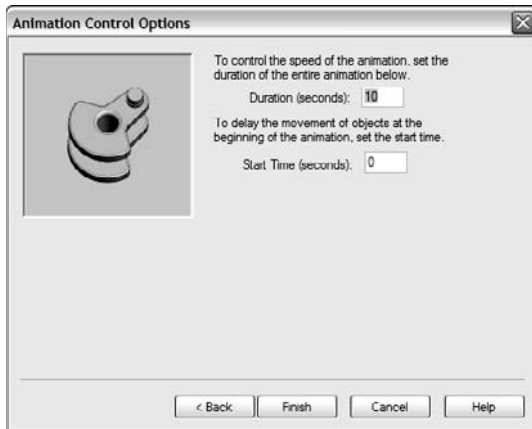 Animation Control Options
To control the speed of the animation, set the
duration of the entire animation below.
Duration (seconds): 10
To delay the movement of objects at the
beginning of the animation, set the start time.
Start Time (seconds): 0
< Back Finish Cancel Help